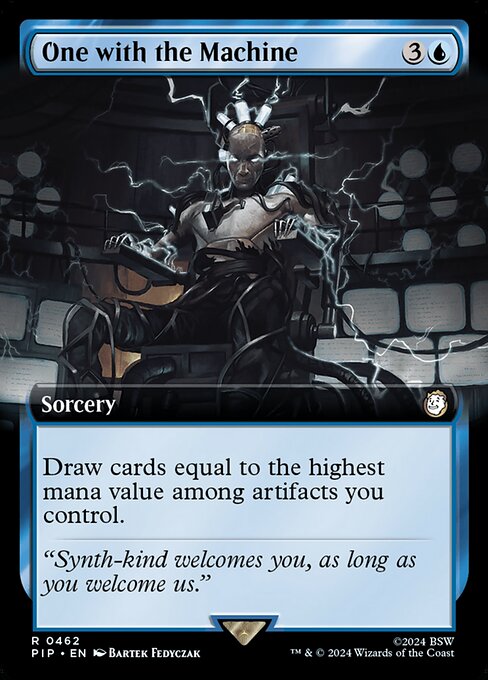 One with the Machine 3
Sorcery
Draw cards equal to the highest
mana value among artifacts you
control.
“Synth-kind welcomes you, as long as
you welcome us.”
R 0462
PIP • EN Bartek Fedyczak
©2024 BSW
™ & © 2024 Wizards of the Coast